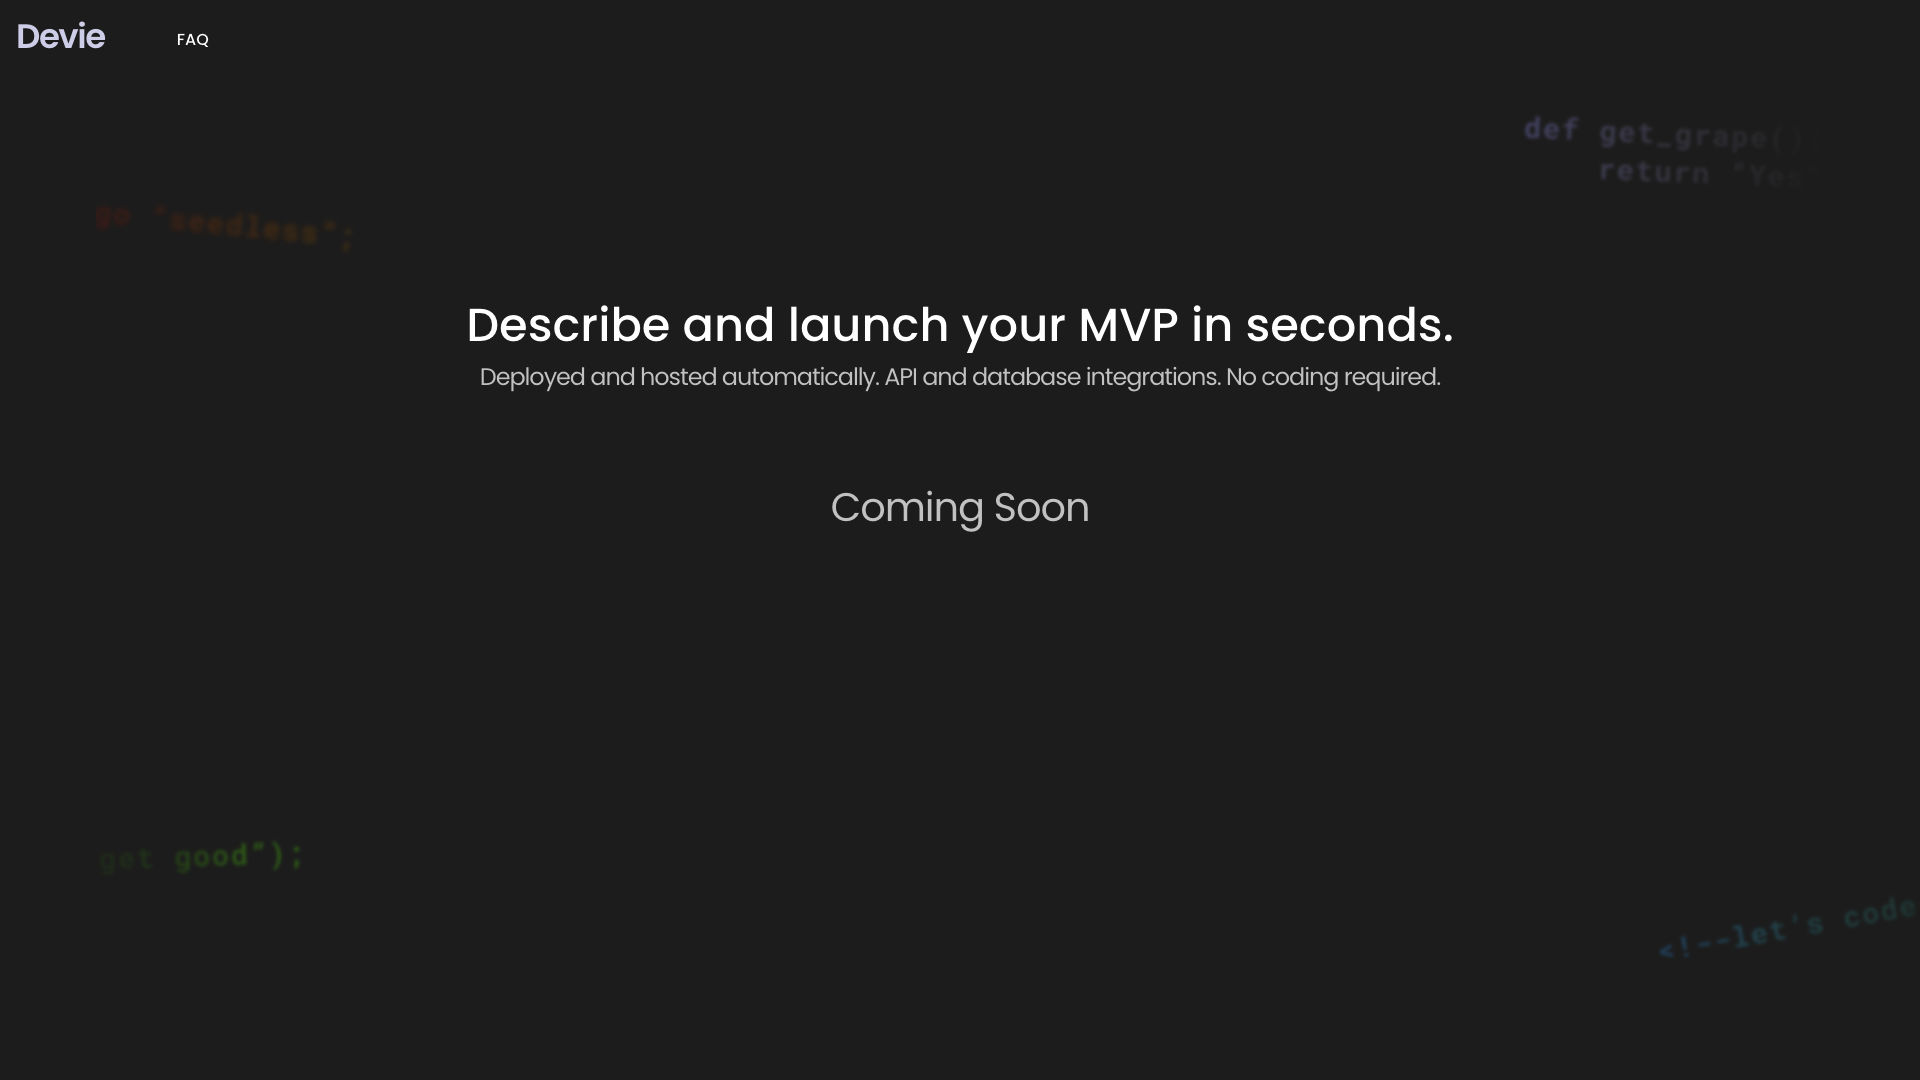 Devie
FAQ
def get_grape():
return "Yes"
go "seedless";
Describe and launch your MVP in seconds.
Deployed and hosted automatically. API and database integrations. No coding required.
Coming Soon
get good");
<!--let's code